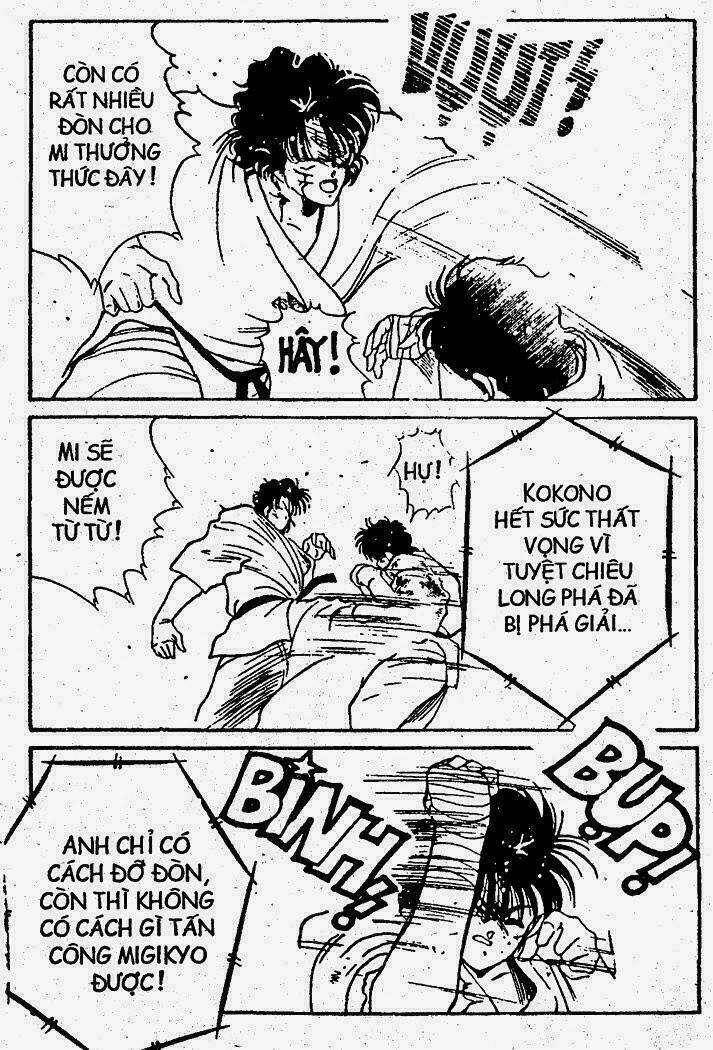 CÒN CÓ
RẤT NHIỀU
ĐÒN CHO
MI THƯỞNG
THỨC ĐÂY!
VỤỤT!
HÂY!
MI SẼ
ĐƯỢC
NẾM
TỪ TỪ!
HỰ!
KOKONO
HẾT SỨC THẤT
VỌNG VÌ
TUYỆT CHIÊU
LONG PHÁ ĐÃ
BỊ PHÁ GIẢI...
BỤP!
BỊNH!
ANH CHỈ CÓ
CÁCH ĐỠ ĐÒN,
CÒN THÌ KHÔNG
CÓ CÁCH GÌ TẤN
CÔNG MIGIKYO
ĐƯỢC!